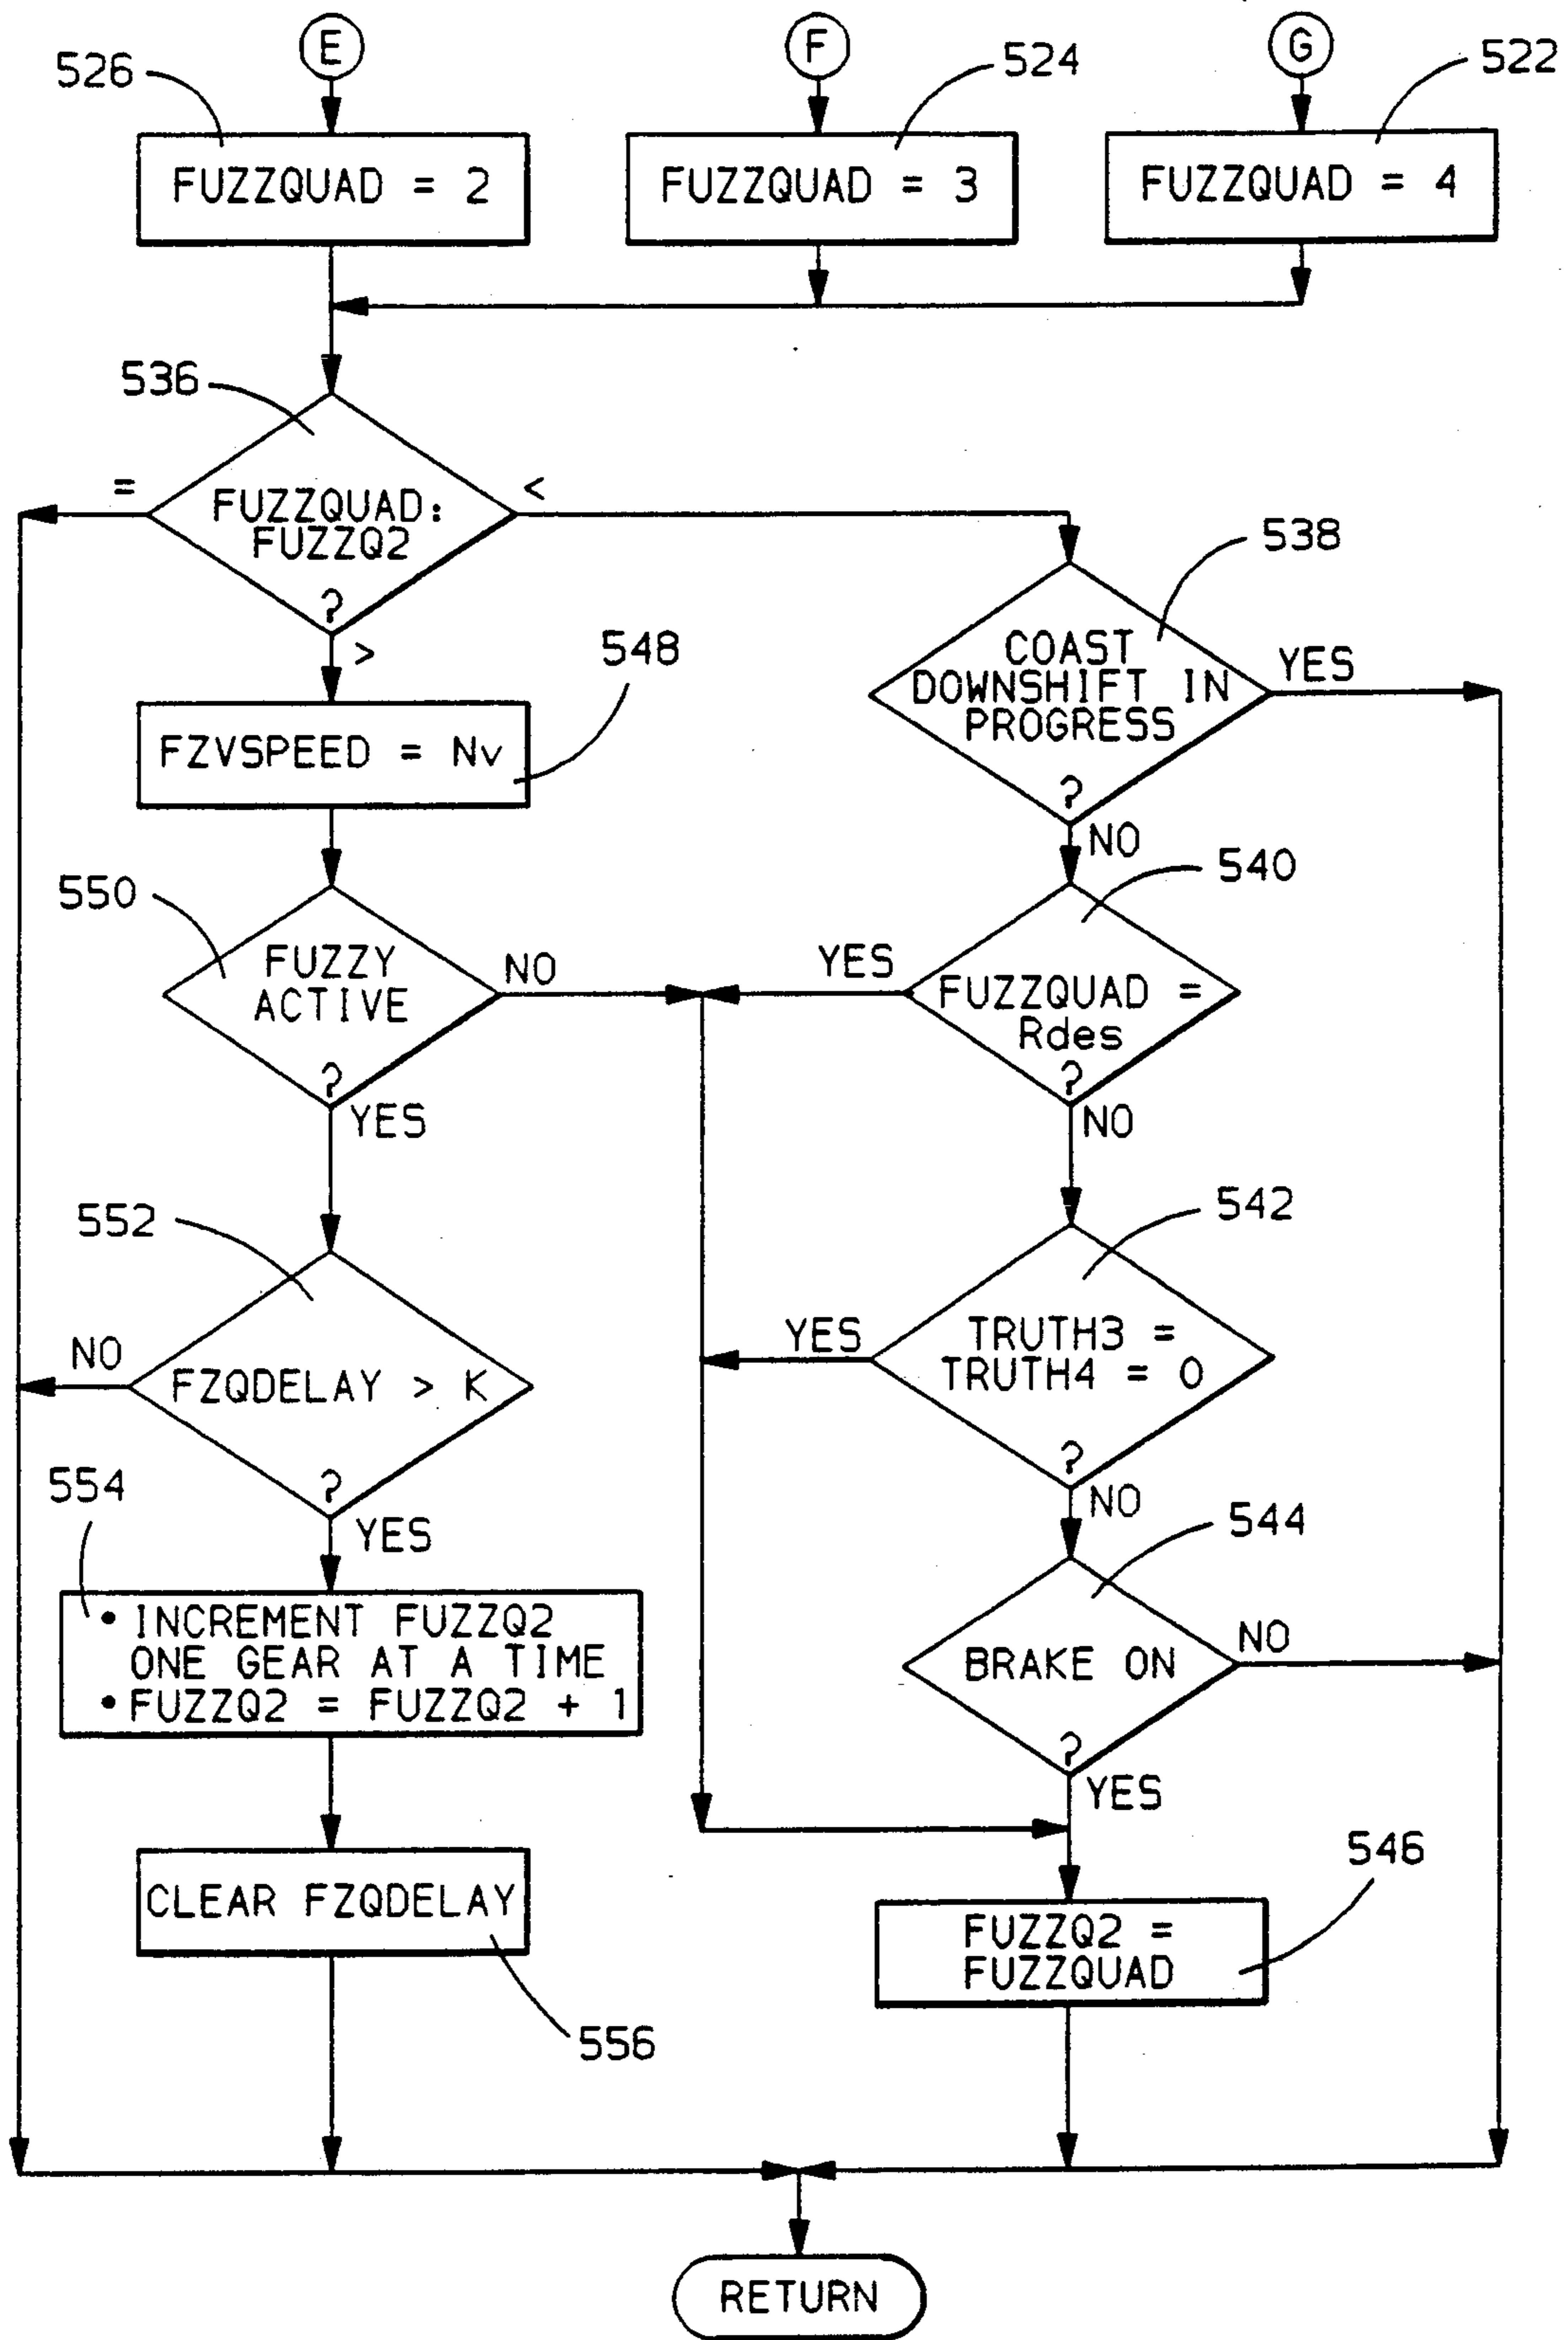 E
F
G
526
524
522
FUZZQUAD = 2
FUZZQUAD = 3
FUZZQUAD = 4
536
=
<
FUZZQUAD:
FUZZQ2
?
>
538
COAST
DOWNSHIFT IN
PROGRESS
?
YES
NO
548
FZVSPEED = Nv
550
FUZZY
ACTIVE
?
NO
YES
540
YES
FUZZQUAD =
Rdes
?
NO
552
NO
FZQDELAY > K
?
YES
542
YES
TRUTH3 =
TRUTH4 = 0
?
NO
554
• INCREMENT FUZZQ2
ONE GEAR AT A TIME
• FUZZQ2 = FUZZQ2 + 1
544
BRAKE ON
?
NO
YES
CLEAR FZQDELAY
556
546
FUZZQ2 =
FUZZQUAD
RETURN